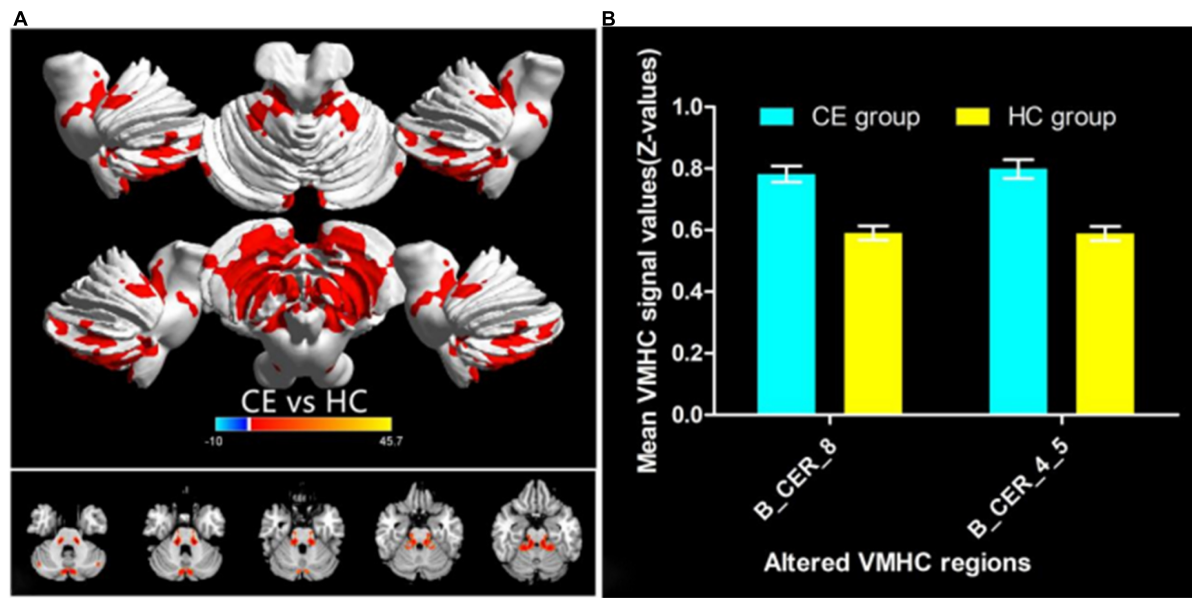 A
CE vs HC
-10
45.7
B
Mean VMHC signal values(Z-values)
1.0
0.8
0.6
0.4
0.2
0.0
CE group
HC group
B_CER_8
B_CER_4_5
Altered VMHC regions